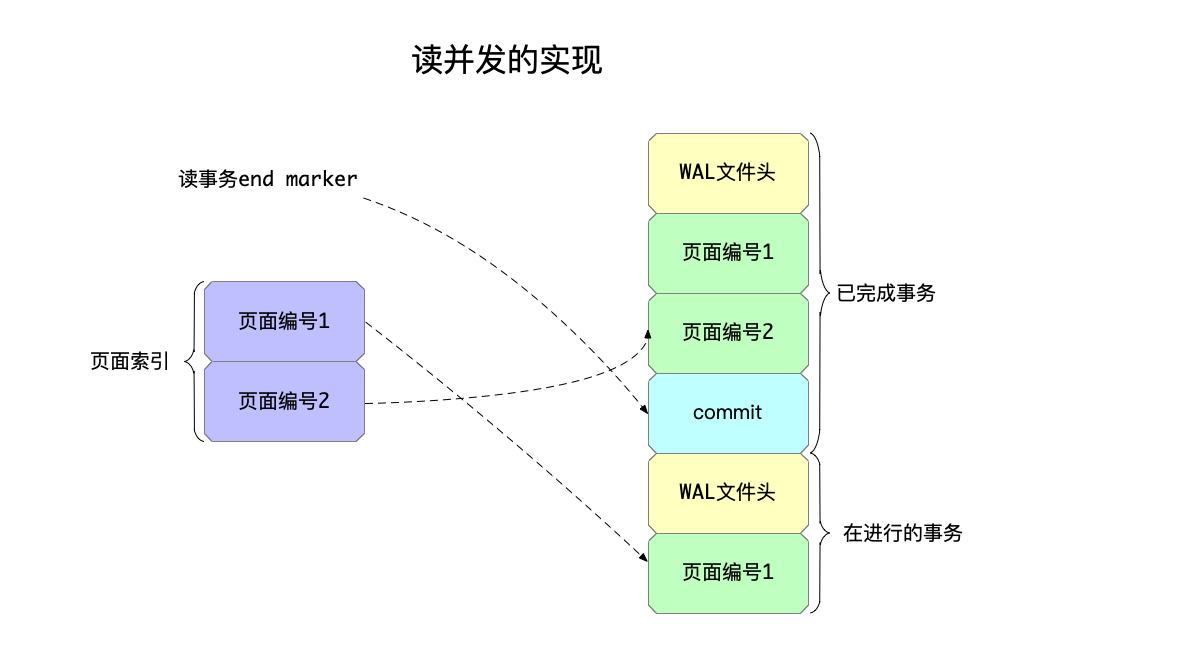 读并发的实现
读事务end marker
页面索引
页面编号1
页面编号2
WAL文件头
页面编号1
页面编号2
commit
WAL文件头
页面编号1
已完成事务
在进行的事务